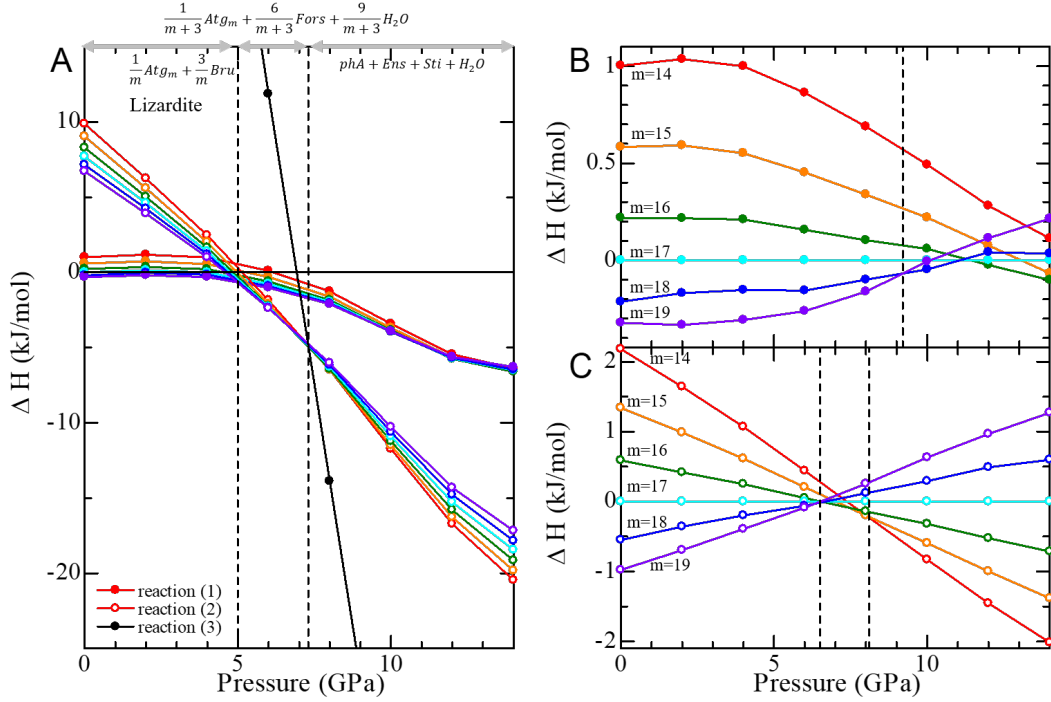 1/(m+3) Atg_m + 6/(m+3) Fors + 9/(m+3) H₂O
A
1/m Atg_m + 3/m Bru
phA + Ens + Sti + H₂O
Lizardite
10
0
-10
-20
Δ H (kJ/mol)
reaction (1)
reaction (2)
reaction (3)
0 5 10
Pressure (GPa)
B
1
0.5
0
Δ H (kJ/mol)
m=14
m=15
m=16
m=17
m=18
m=19
C
2
1
0
-1
-2
Δ H (kJ/mol)
m=14
m=15
m=16
m=17
m=18
m=19
0 5 10
Pressure (GPa)